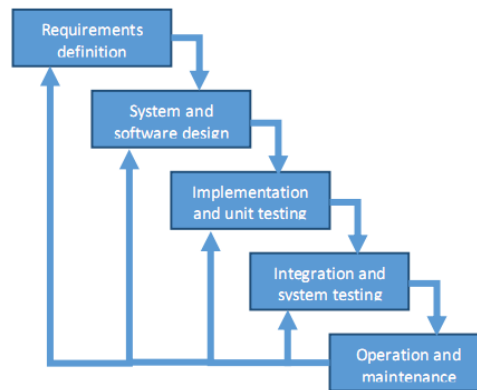 Requirements
definition
System and
software design
Implementation
and unit testing
Integration and
system testing
Operation and
maintenance